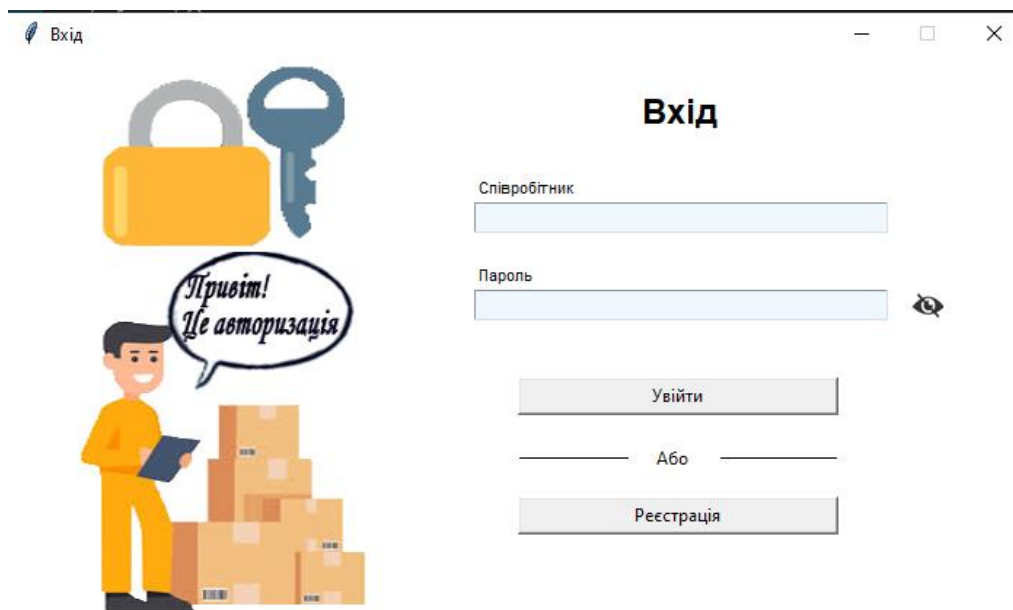 Вхід
Вхід
Співробітник
Пароль
Привіт!
Це авторизація
Увійти
Або
Реєстрація